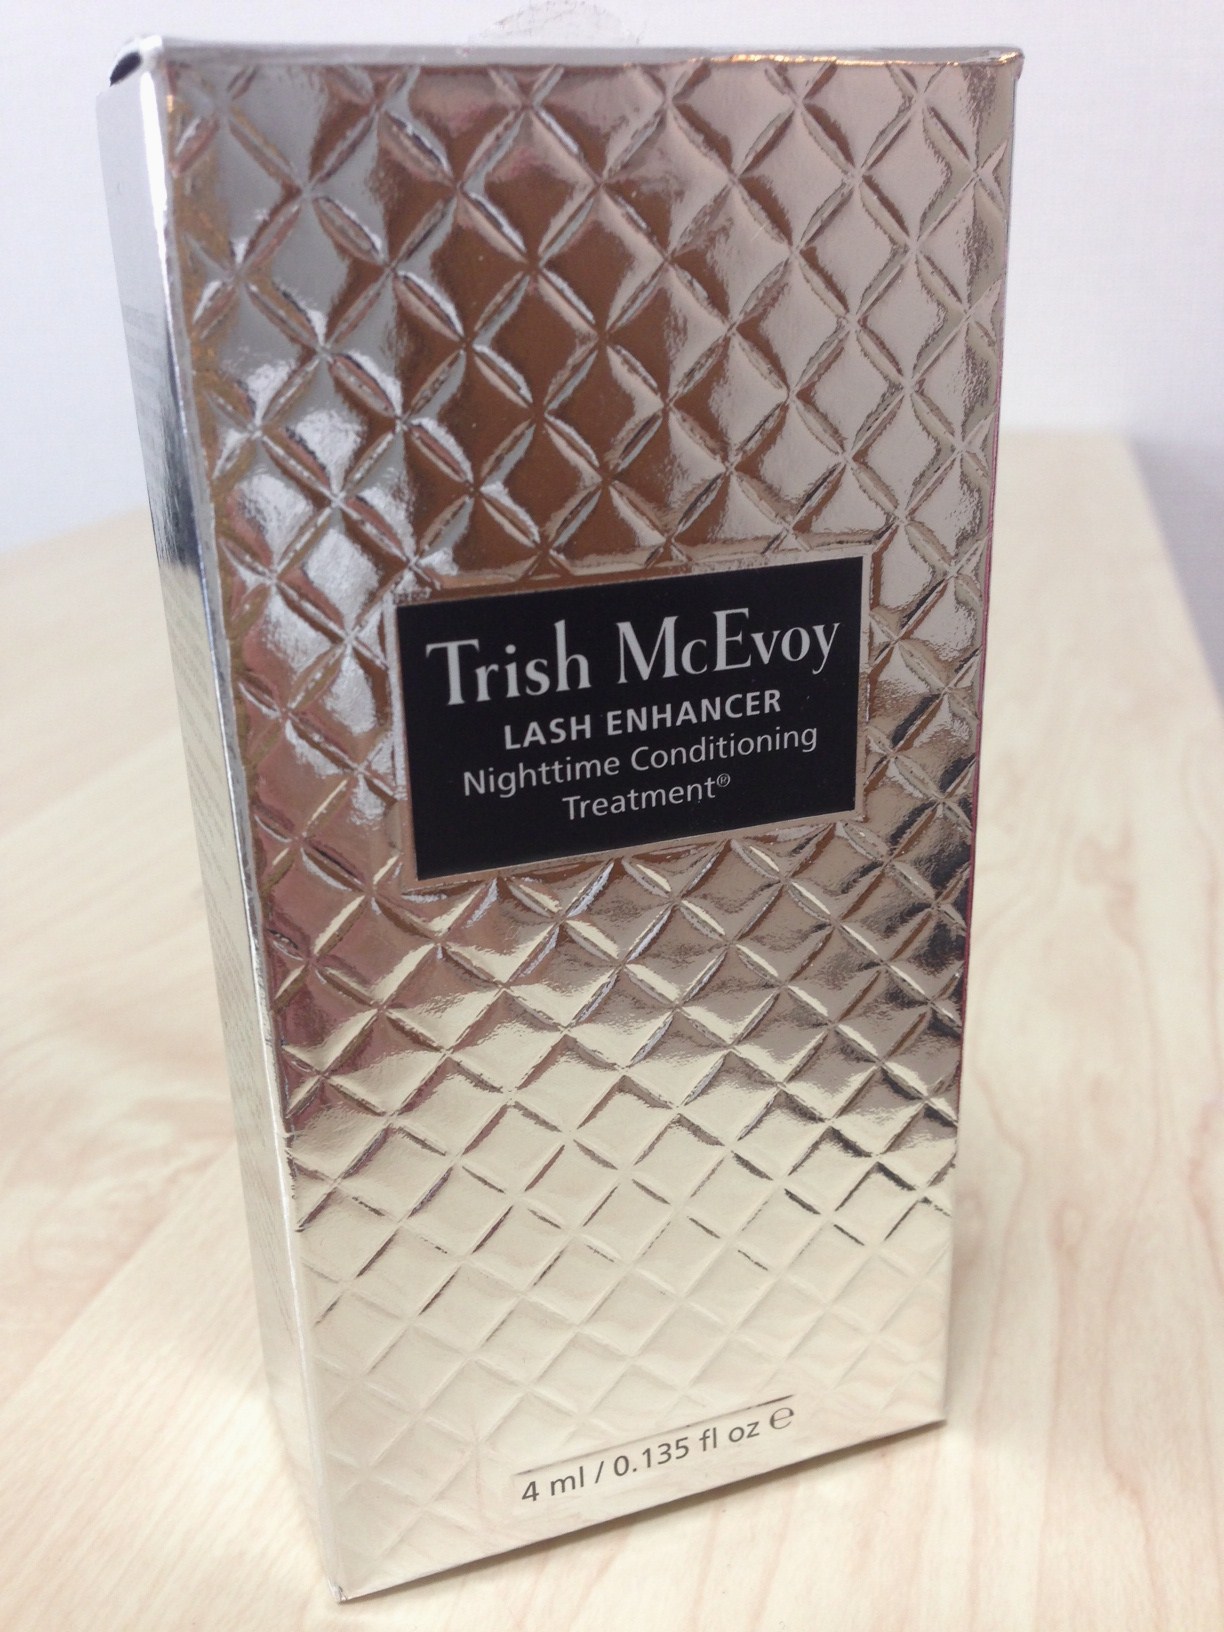 Trish McEvoy
LASH ENHANCER
Nighttime Conditioning
Treatment®
4 ml / 0.135 fl oz ℮